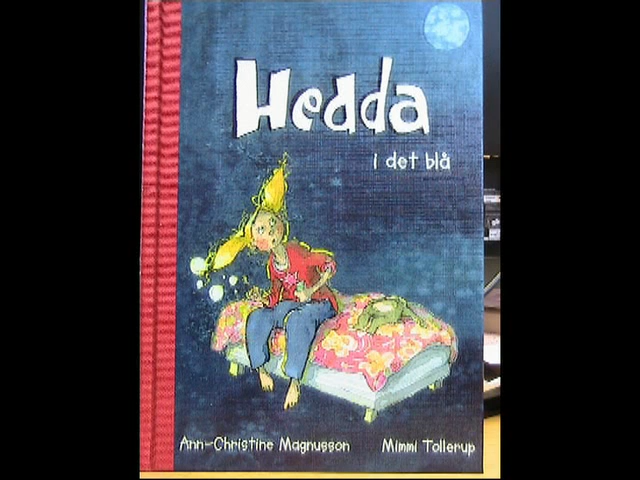 Hedda
i det blå
Ann-Christine Magnusson
Mimmi Tollerup